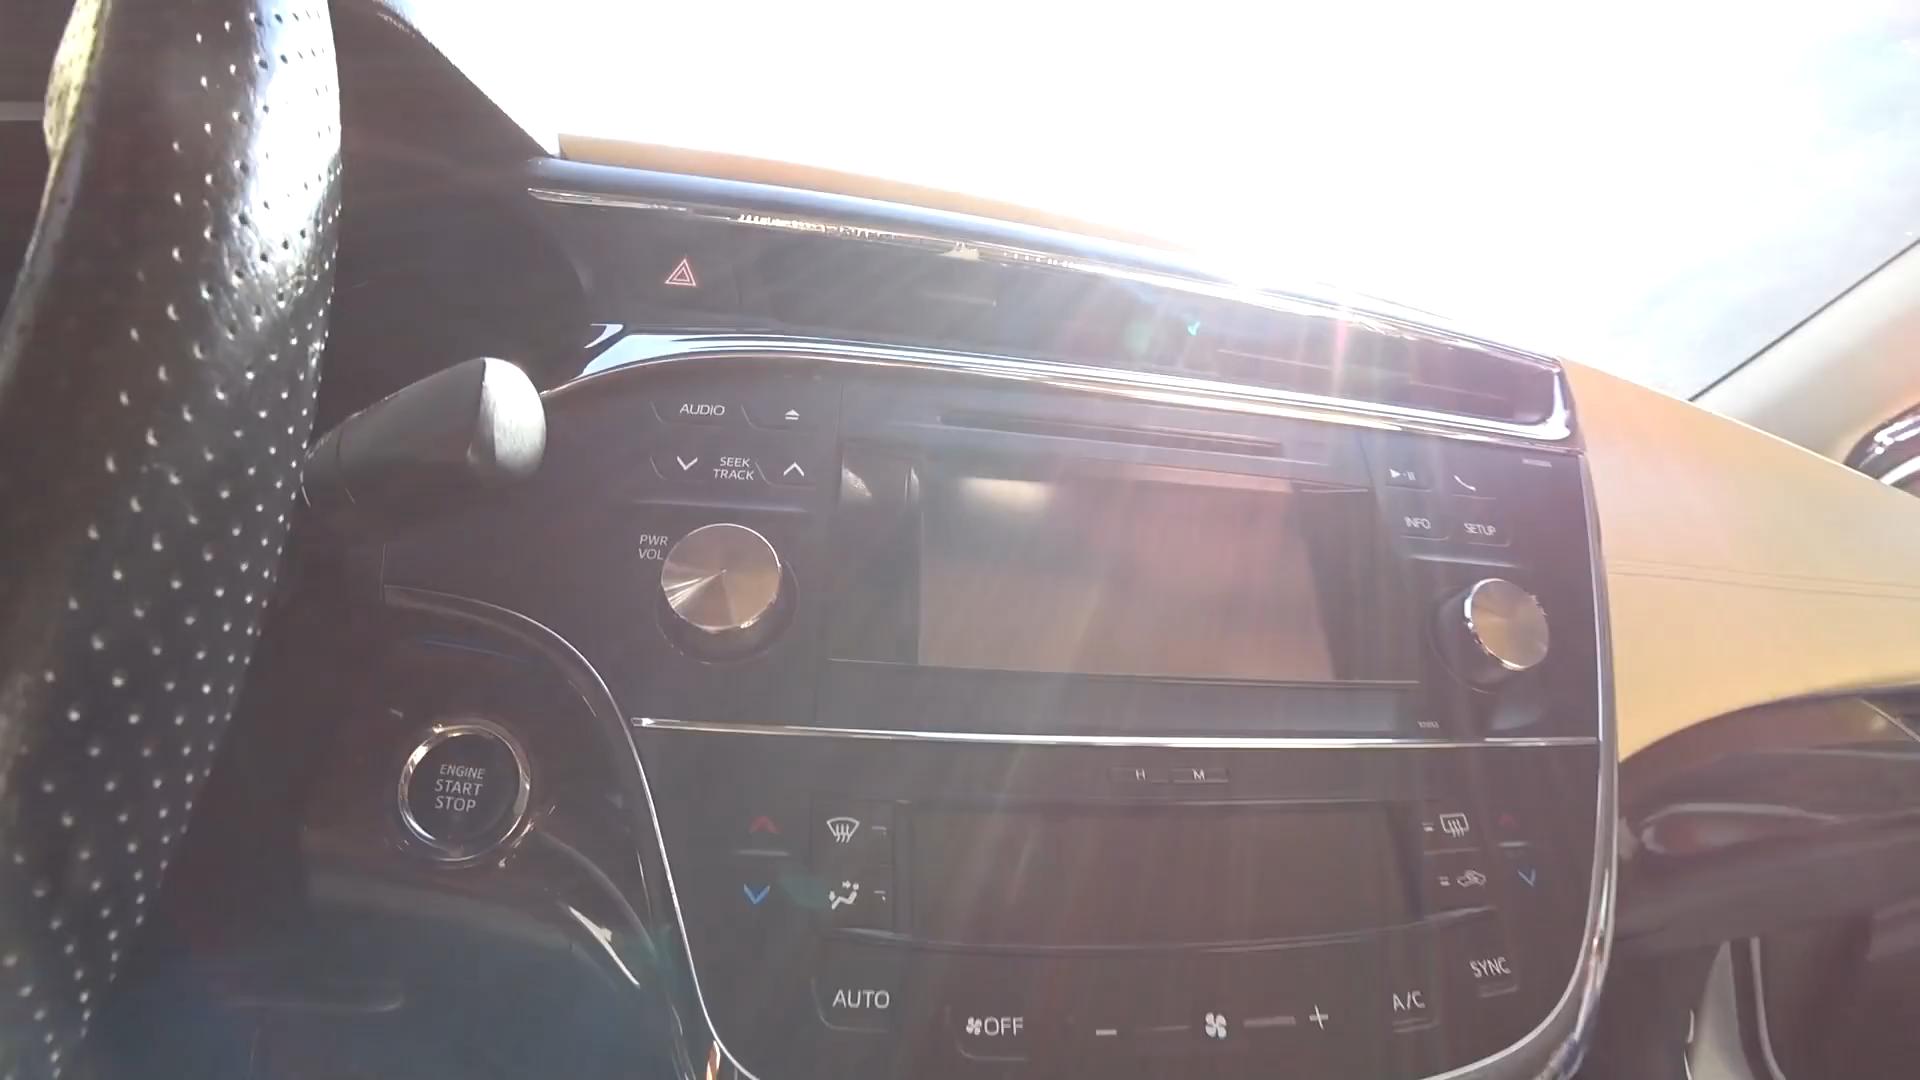 AUDIO
SEEK
TRACK
PWR
VOL
INFO
SETUP
ENGINE
START
STOP
H M
AUTO
OFF
A/C
SYNC